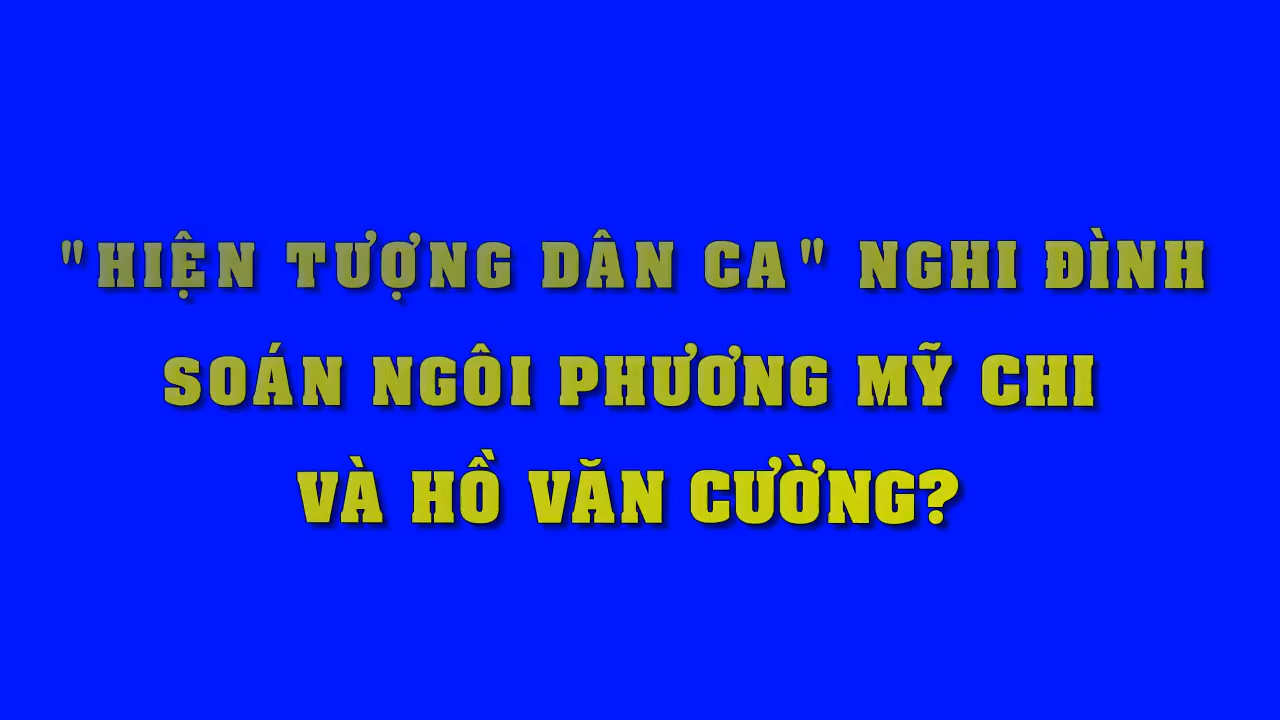 "HIỆN TƯỢNG DÂN CA" NGHI ĐÌNH
SOÁN NGÔI PHƯƠNG MỸ CHI
VÀ HỒ VĂN CƯỜNG?